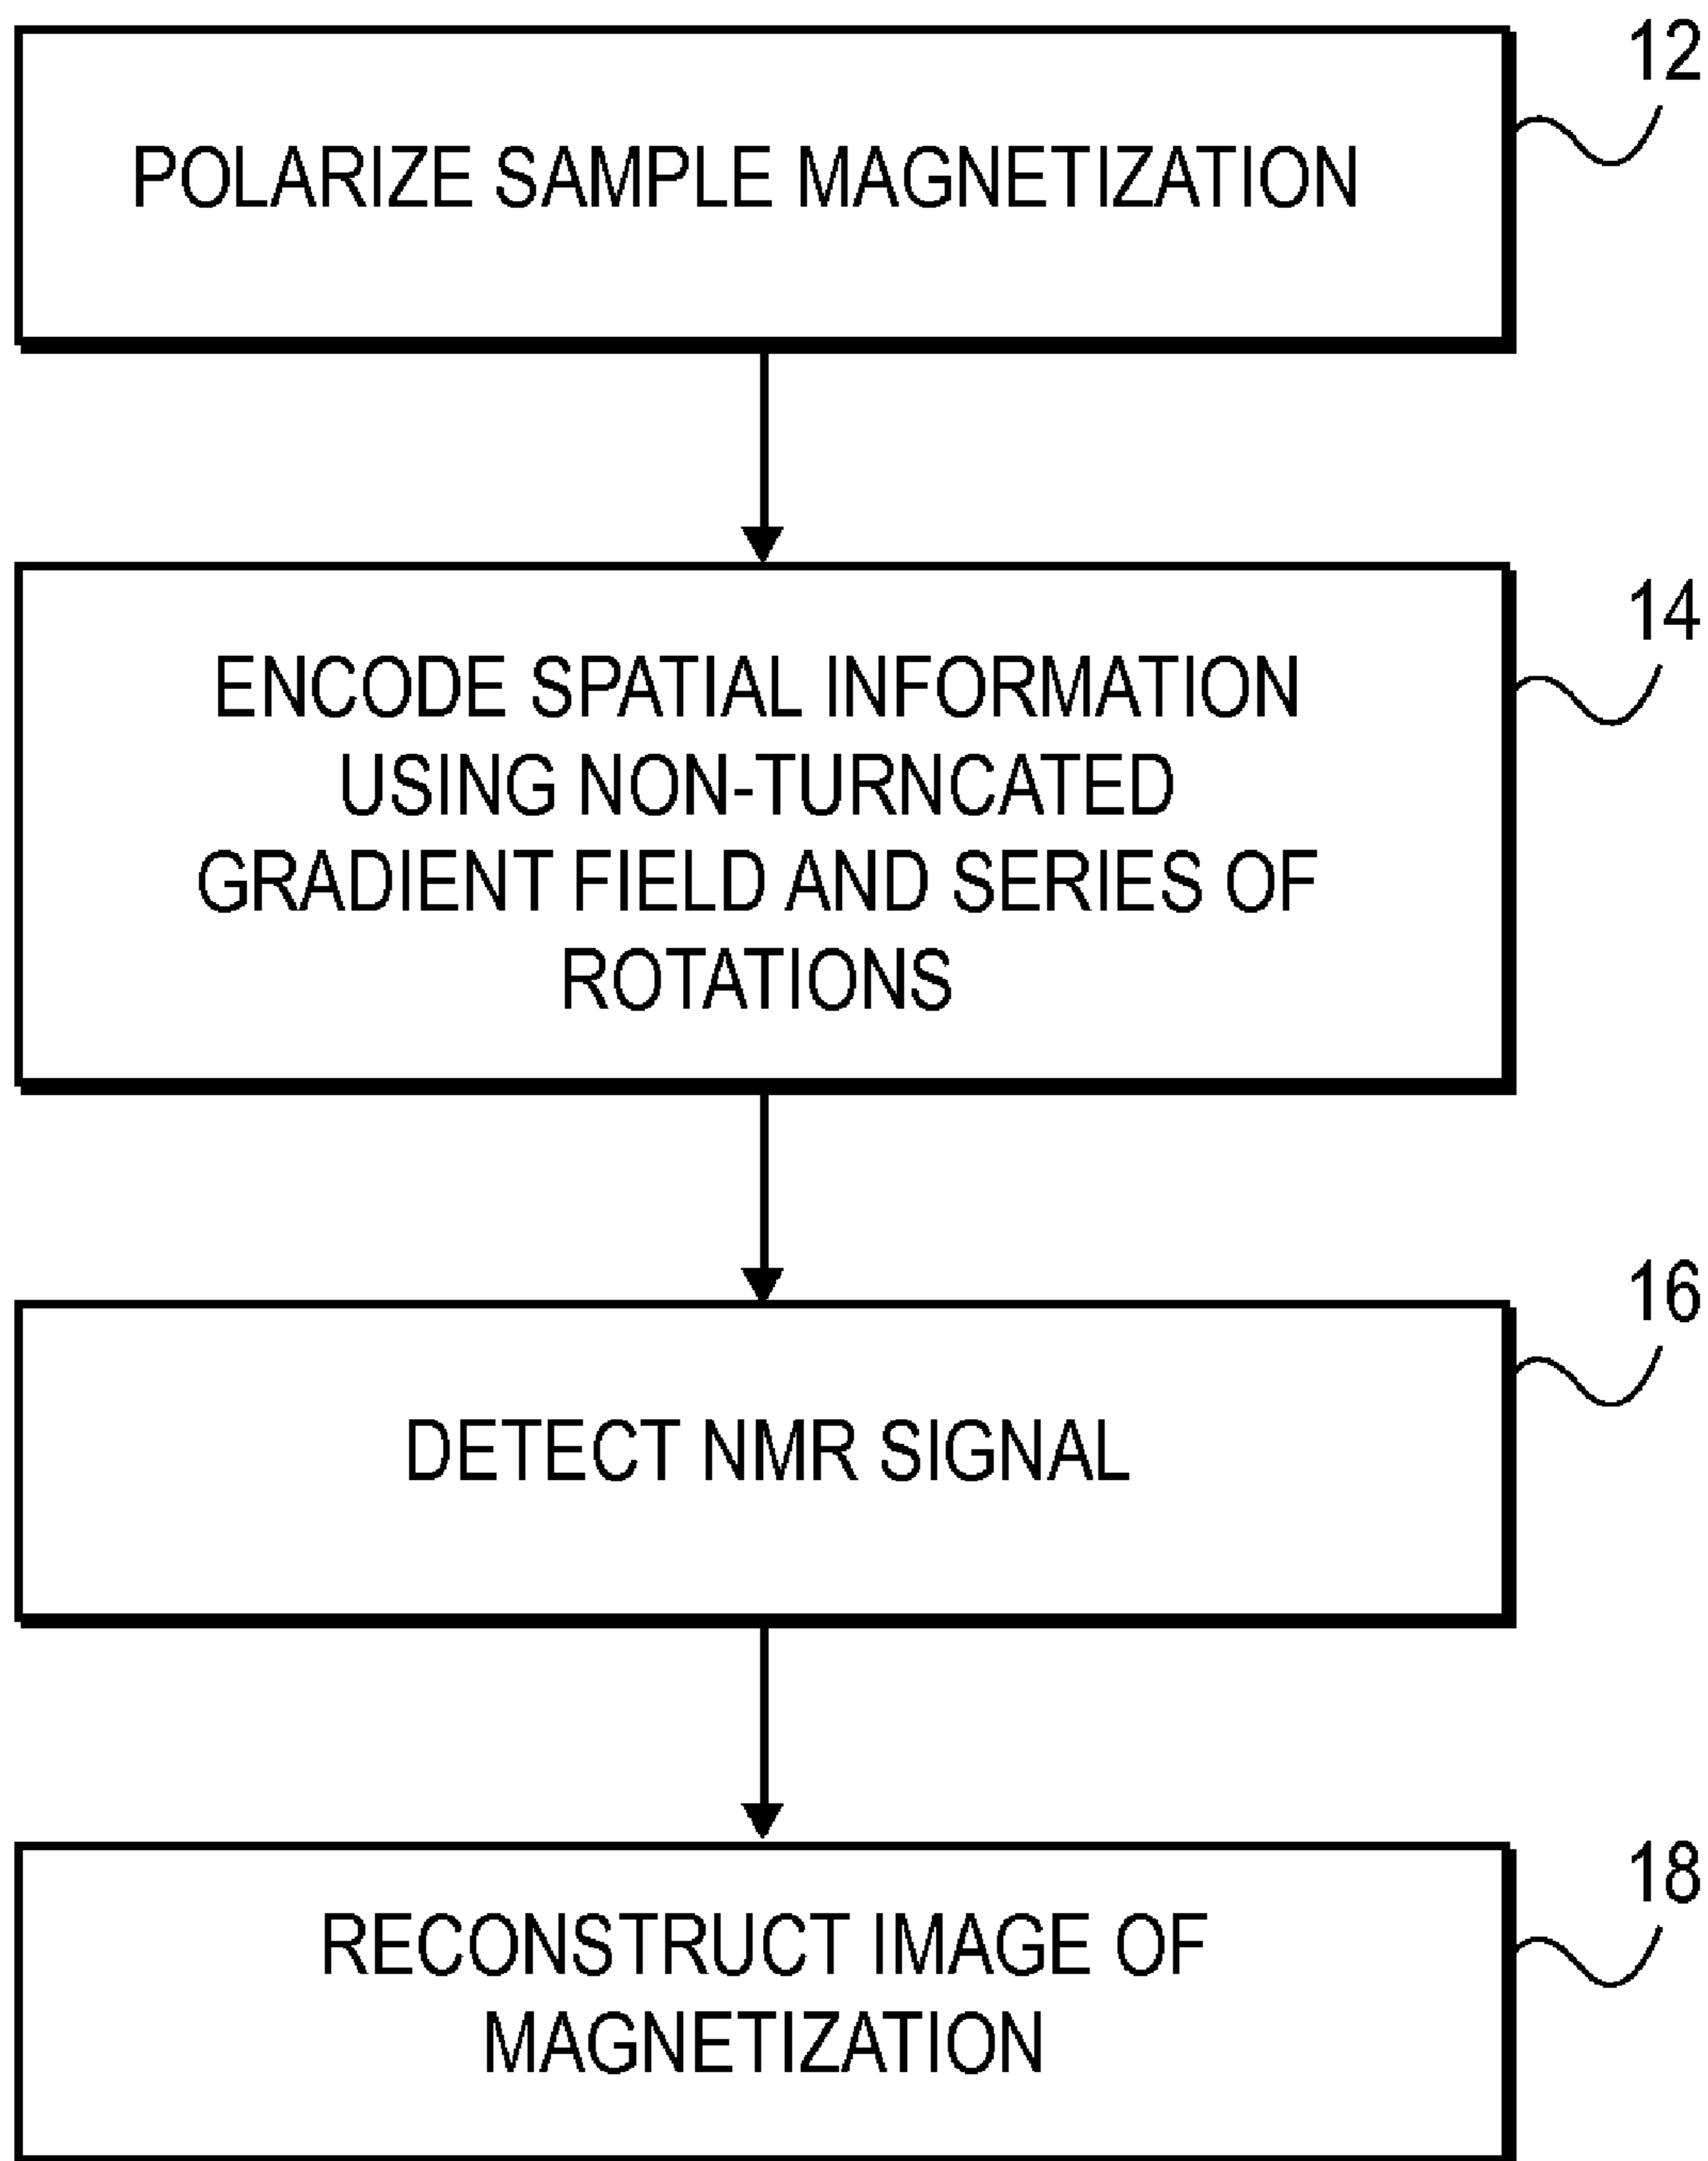 12
POLARIZE SAMPLE MAGNETIZATION
14
ENCODE SPATIAL INFORMATION
USING NON-TURNCATED
GRADIENT FIELD AND SERIES OF
ROTATIONS
16
DETECT NMR SIGNAL
18
RECONSTRUCT IMAGE OF
MAGNETIZATION